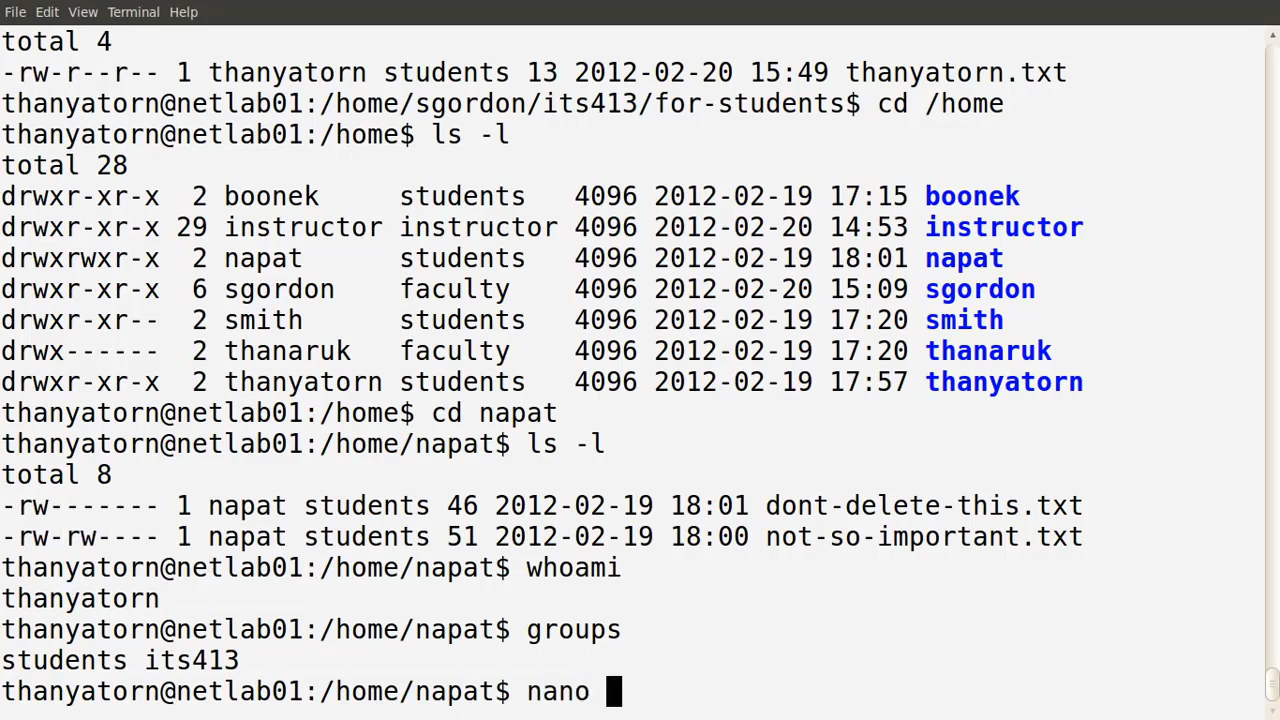 File Edit View Terminal Help
total 4
-rw-r--r-- 1 thanyatorn students 13 2012-02-20 15:49 thanyatorn.txt
thanyatorn@netlab01:/home/sgordon/its413/for-students$ cd /home
thanyatorn@netlab01:/home$ ls -l
total 28
drwxr-xr-x  2 boonek     students   4096 2012-02-19 17:15 boonek
drwxr-xr-x 29 instructor instructor 4096 2012-02-20 14:53 instructor
drwxrwxr-x  2 napat      students   4096 2012-02-19 18:01 napat
drwxr-xr-x  6 sgordon    faculty    4096 2012-02-20 15:09 sgordon
drwxr-xr--  2 smith      students   4096 2012-02-19 17:20 smith
drwx------  2 thanaruk   faculty    4096 2012-02-19 17:20 thanaruk
drwxr-xr-x  2 thanyatorn students   4096 2012-02-19 17:57 thanyatorn
thanyatorn@netlab01:/home$ cd napat
thanyatorn@netlab01:/home/napat$ ls -l
total 8
-rw------- 1 napat students 46 2012-02-19 18:01 dont-delete-this.txt
-rw-rw---- 1 napat students 51 2012-02-19 18:00 not-so-important.txt
thanyatorn@netlab01:/home/napat$ whoami
thanyatorn
thanyatorn@netlab01:/home/napat$ groups
students its413
thanyatorn@netlab01:/home/napat$ nano